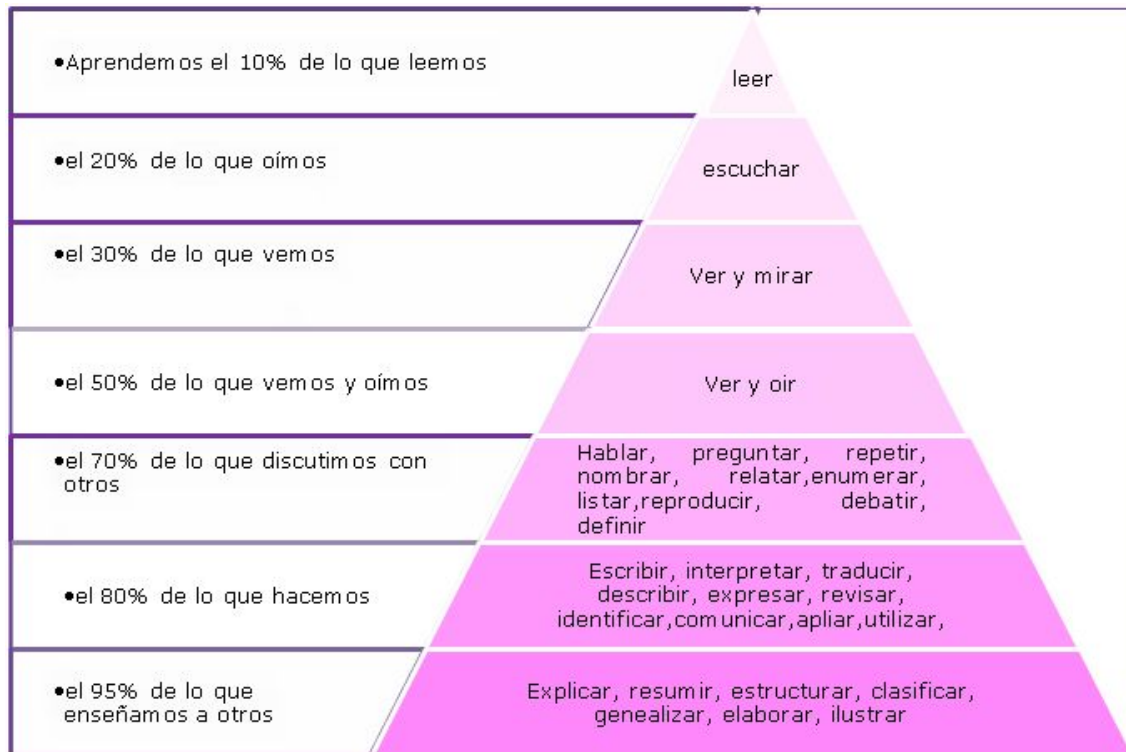 •Aprendemos el 10% de lo que leemos
leer
•el 20% de lo que oímos
escuchar
•el 30% de lo que vemos
Ver y mirar
•el 50% de lo que vemos y oímos
Ver y oir
•el 70% de lo que discutimos con
otros
Hablar, preguntar, repetir,
nombrar, relatar,enumerar,
listar,reproducir, debatir,
definir
•el 80% de lo que hacemos
Escribir, interpretar, traducir,
describir, expresar, revisar,
identificar,comunicar,apliar,utilizar,
•el 95% de lo que
enseñamos a otros
Explicar, resumir, estructurar, clasificar,
genealizar, elaborar, ilustrar